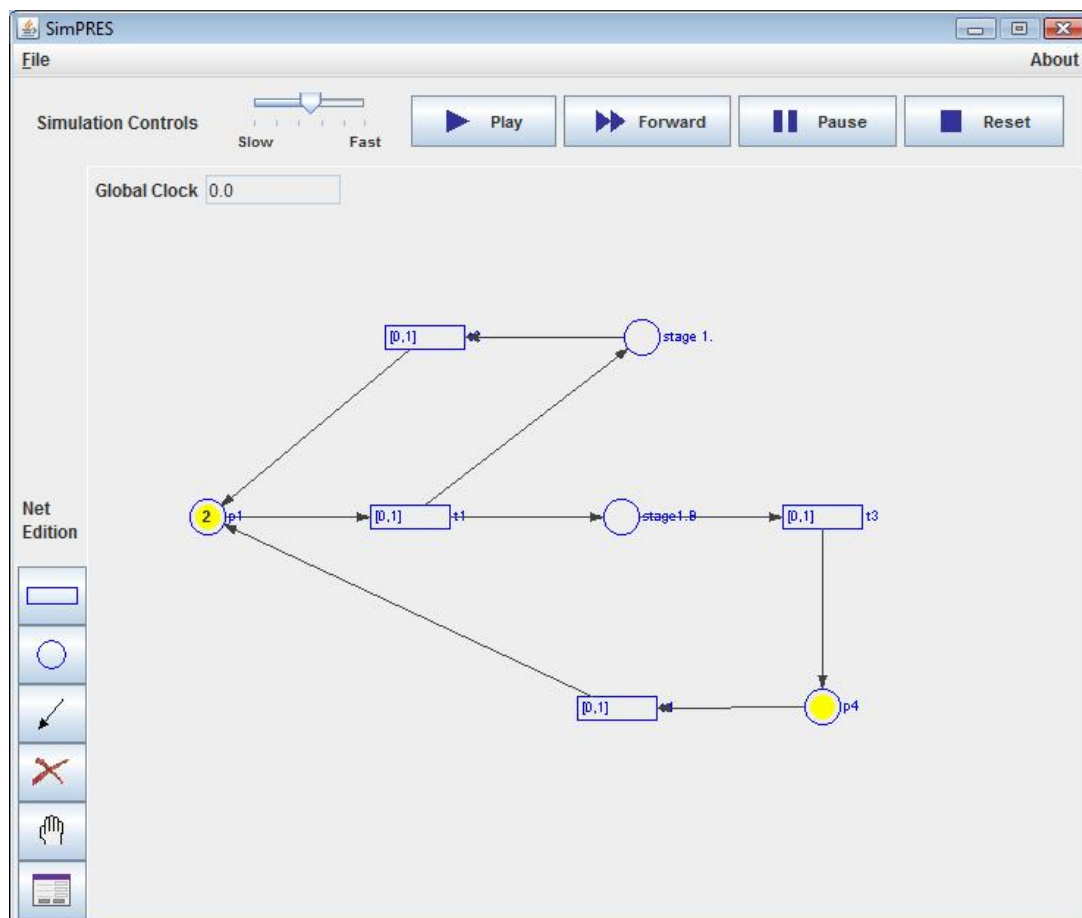 SimPRES
File About
Simulation Controls
Slow Fast
Play
Forward
Pause
Reset
Global Clock 0.0
[0,1]
stage 1.
2 p1
[0,1] t1
stage1.B
[0,1] t3
[0,1]
p4
Net
Edition